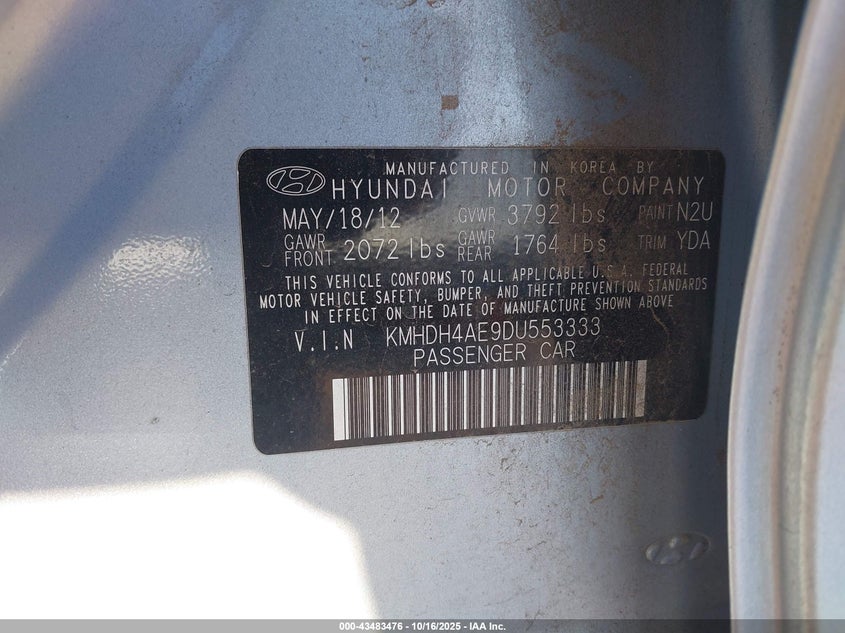 MANUFACTURED IN KOREA BY
HYUNDAI MOTOR COMPANY
MAY/18/12 GVWR 3792 lbs PAINT N2U
GAWR FRONT 2072 lbs GAWR REAR 1764 lbs TRIM YDA
THIS VEHICLE CONFORMS TO ALL APPLICABLE U.S.A. FEDERAL
MOTOR VEHICLE SAFETY, BUMPER, AND THEFT PREVENTION STANDARDS
IN EFFECT ON THE DATE OF MANUFACTURE SHOWN ABOVE
V.I.N KMHDH4AE9DU553333
PASSENGER CAR
000-43483476 - 10/16/2025 - IAA Inc.